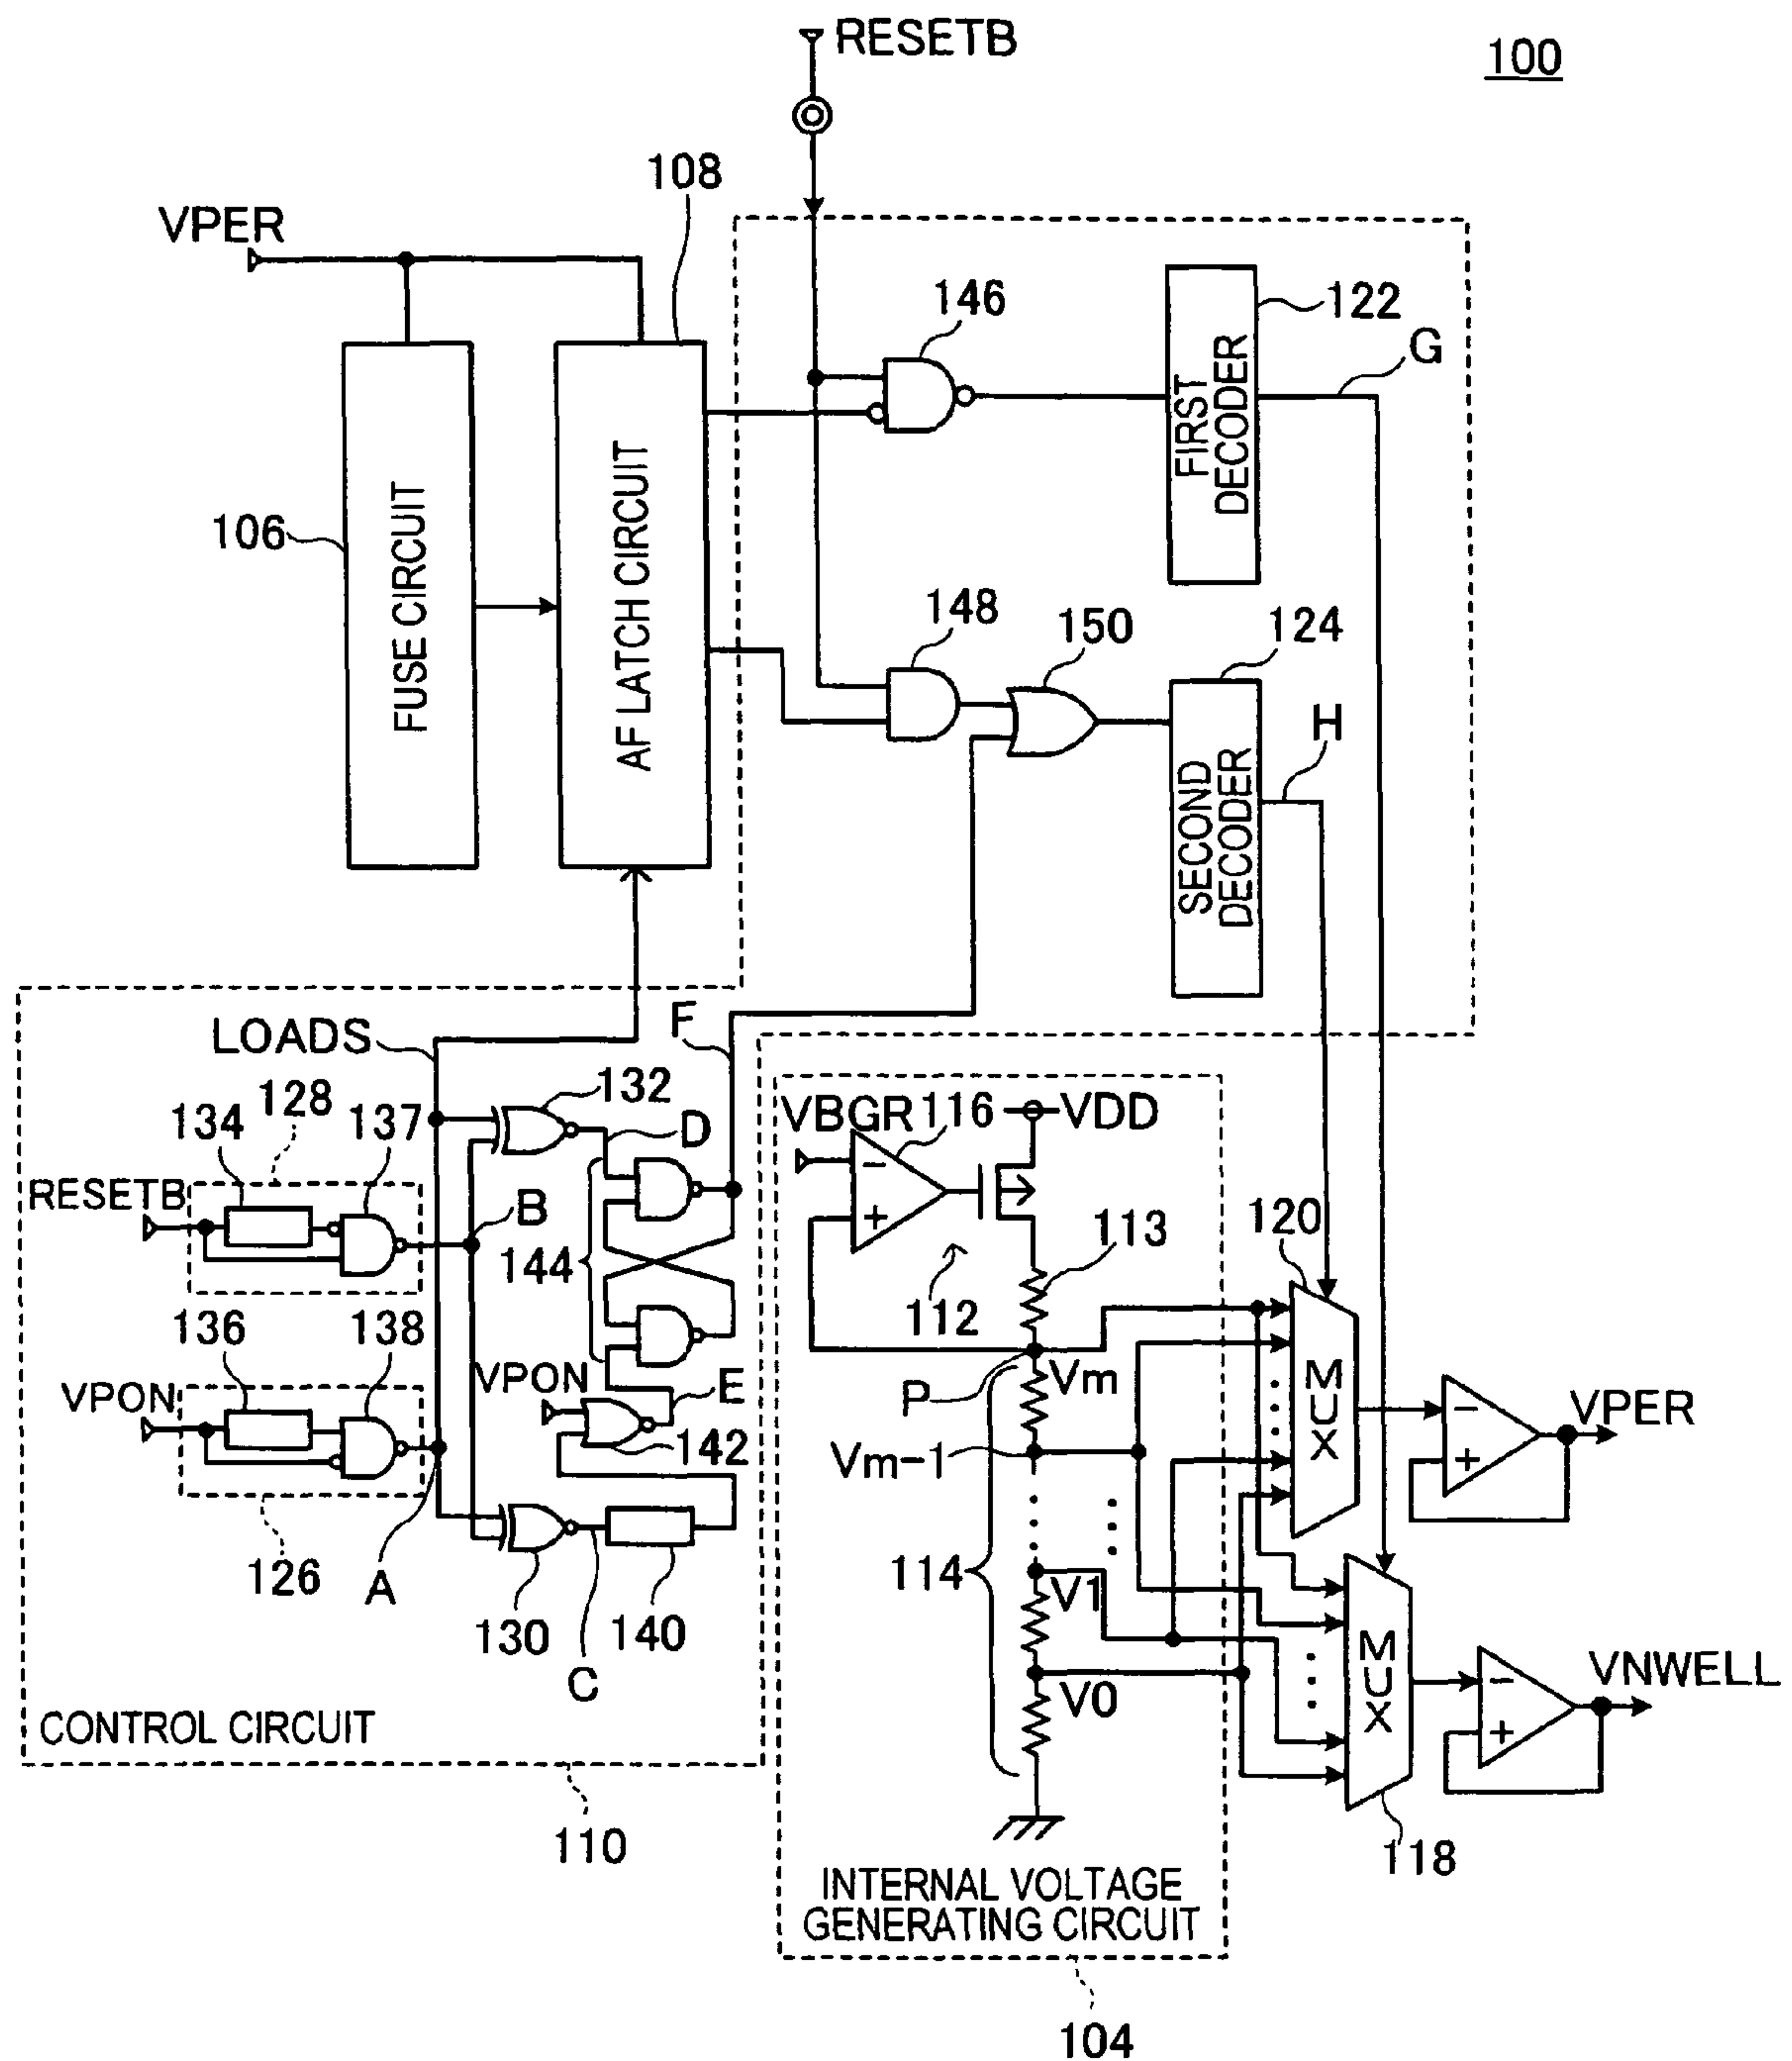 RESETB
100
108
VPER
146
122
G
FIRST
DECODER
FUSE CIRCUIT
AF LATCH CIRCUIT
106
148
150
124
H
SECOND
DECODER
LOADS
F
132
128
134
137
D
VBGR
116
VDD
RESETB
B
113
120
144
112
136
138
VPON
P
Vm
MUX
VPER
VPON
E
142
Vm-1
126
A
114
V1
130
140
C
MUX
VNWELL
V0
CONTROL CIRCUIT
110
118
INTERNAL VOLTAGE
GENERATING CIRCUIT
104